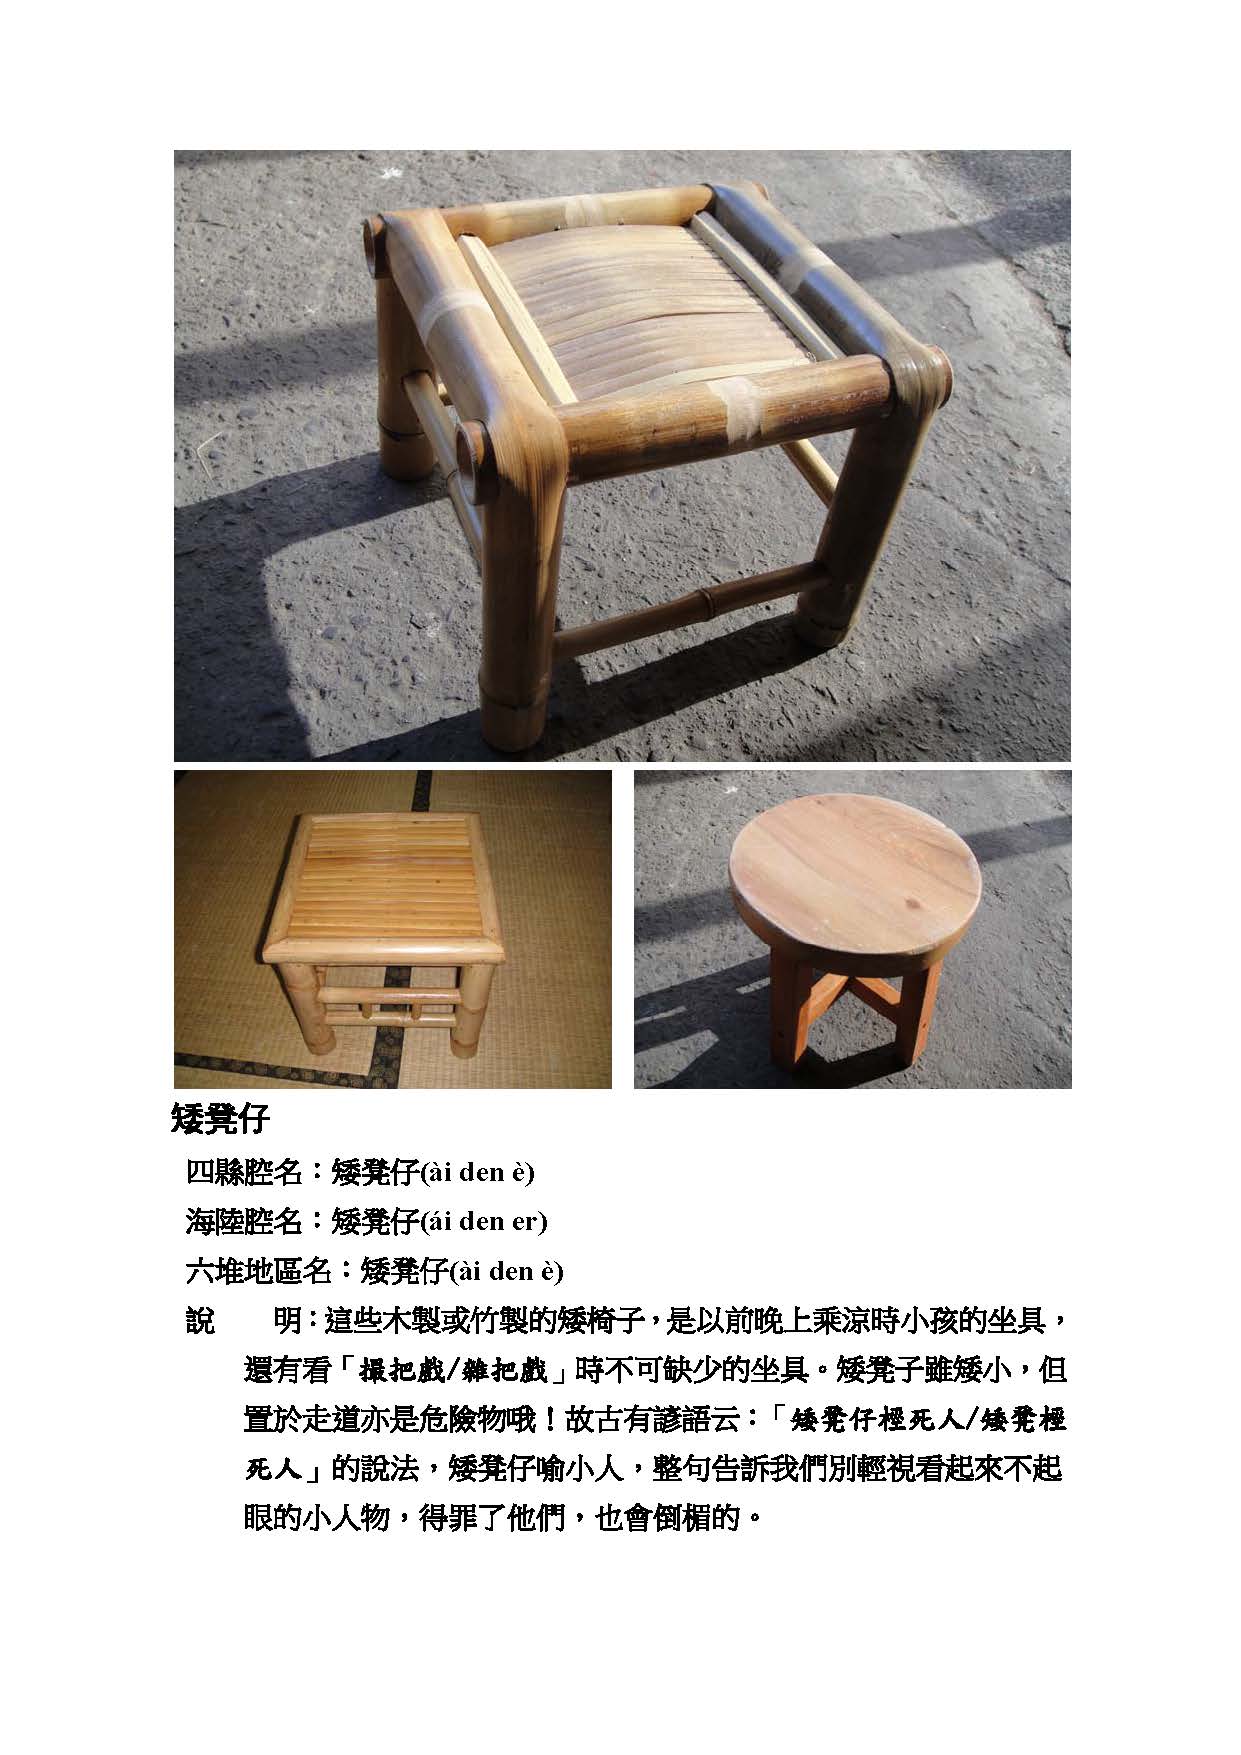 矮凳仔
四縣腔名：矮凳仔(ài den è)
海陸腔名：矮凳仔(ái den er)
六堆地區名：矮凳仔(ài den è)
說　　明：這些木製或竹製的矮椅子，是以前晚上乘涼時小孩的坐具，
還有看「撮把戲/雜把戲」時不可缺少的坐具。矮凳子雖矮小，但
置於走道亦是危險物哦！故古有諺語云：「矮凳仔桱死人/矮凳桱
死人」的說法，矮凳仔喻小人，整句告訴我們別輕視看起來不起
眼的小人物，得罪了他們，也會倒楣的。